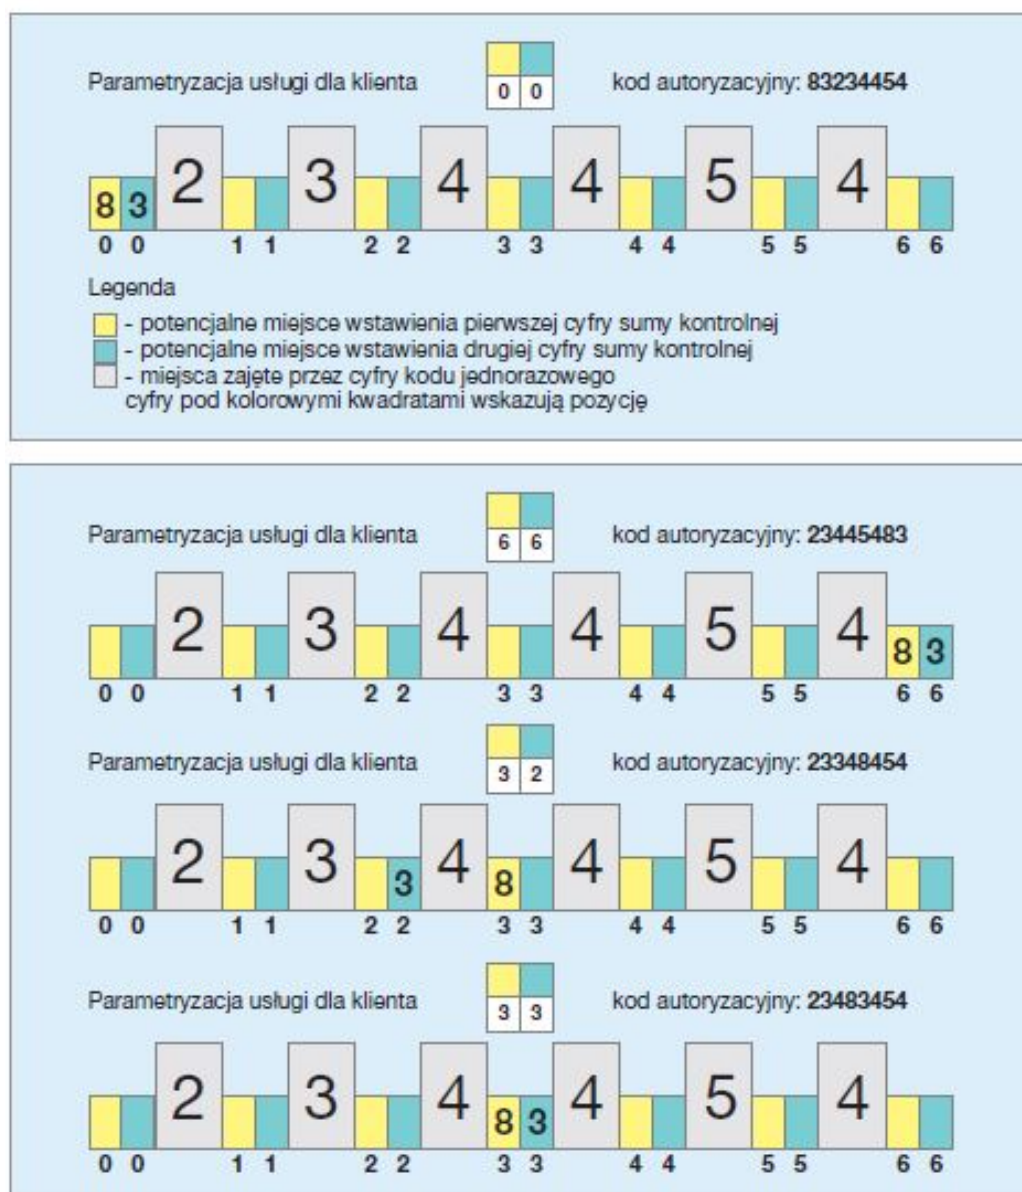 Parametryzacja usługi dla klienta 0 0 kod autoryzacyjny: 83234454
8 3 2 3 4 4 5 4
0 0 1 1 2 2 3 3 4 4 5 5 6 6
Legenda
- potencjalne miejsce wstawienia pierwszej cyfry sumy kontrolnej
- potencjalne miejsce wstawienia drugiej cyfry sumy kontrolnej
- miejsca zajęte przez cyfry kodu jednorazowego
cyfry pod kolorowymi kwadratami wskazują pozycję
Parametryzacja usługi dla klienta 6 6 kod autoryzacyjny: 23445483
2 3 4 4 5 4 8 3
0 0 1 1 2 2 3 3 4 4 5 5 6 6
Parametryzacja usługi dla klienta 3 2 kod autoryzacyjny: 23348454
2 3 3 4 8 4 5 4
0 0 1 1 2 2 3 3 4 4 5 5 6 6
Parametryzacja usługi dla klienta 3 3 kod autoryzacyjny: 23483454
2 3 4 8 3 4 5 4
0 0 1 1 2 2 3 3 4 4 5 5 6 6